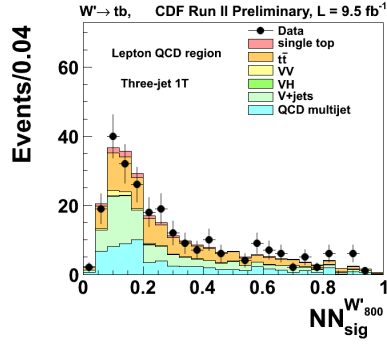 W'→ tb, CDF Run II Preliminary, L = 9.5 fb⁻¹
Events/0.04
Lepton QCD region
Three-jet 1T
Data
single top
tt̄
VV
VH
V+jets
QCD multijet
60
40
20
0
0 0.2 0.4 0.6 0.8 1
NN_sig^W'800